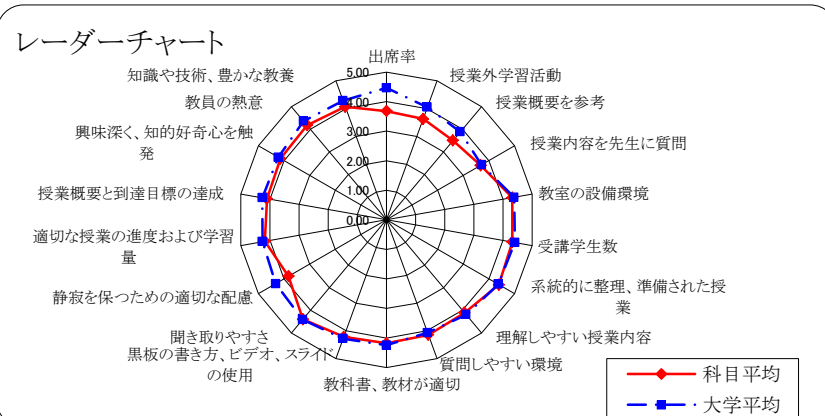 レーダーチャート
出席率
授業外学習活動
授業概要を参考
授業内容を先生に質問
教室の設備環境
受講学生数
系統的に整理、準備された授
業
理解しやすい授業内容
質問しやすい環境
教科書、教材が適切
黒板の書き方、ビデオ、スライド
の使用
聞き取りやすさ
静寂を保つための適切な配慮
適切な授業の進度および学習
量
授業概要と到達目標の達成
興味深く、知的好奇心を触
発
教員の熱意
知識や技術、豊かな教養
5.00
4.00
3.00
2.00
1.00
0.00
科目平均
大学平均